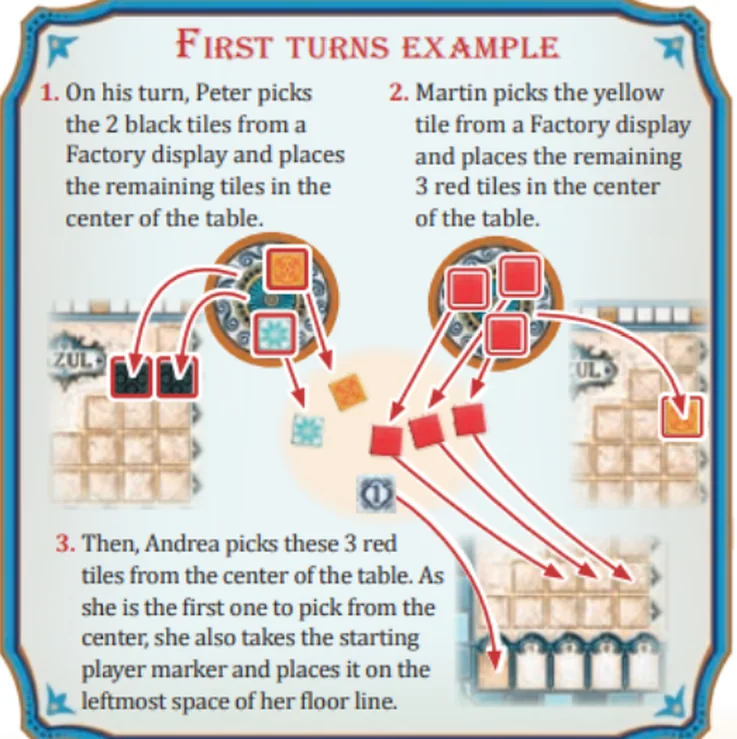 FIRST TURNS EXAMPLE
1. On his turn, Peter picks
the 2 black tiles from a
Factory display and places
the remaining tiles in the
center of the table.
2. Martin picks the yellow
tile from a Factory display
and places the remaining
3 red tiles in the center
of the table.
ZUL
UL
1
3. Then, Andrea picks these 3 red
tiles from the center of the table. As
she is the first one to pick from the
center, she also takes the starting
player marker and places it on the
leftmost space of her floor line.